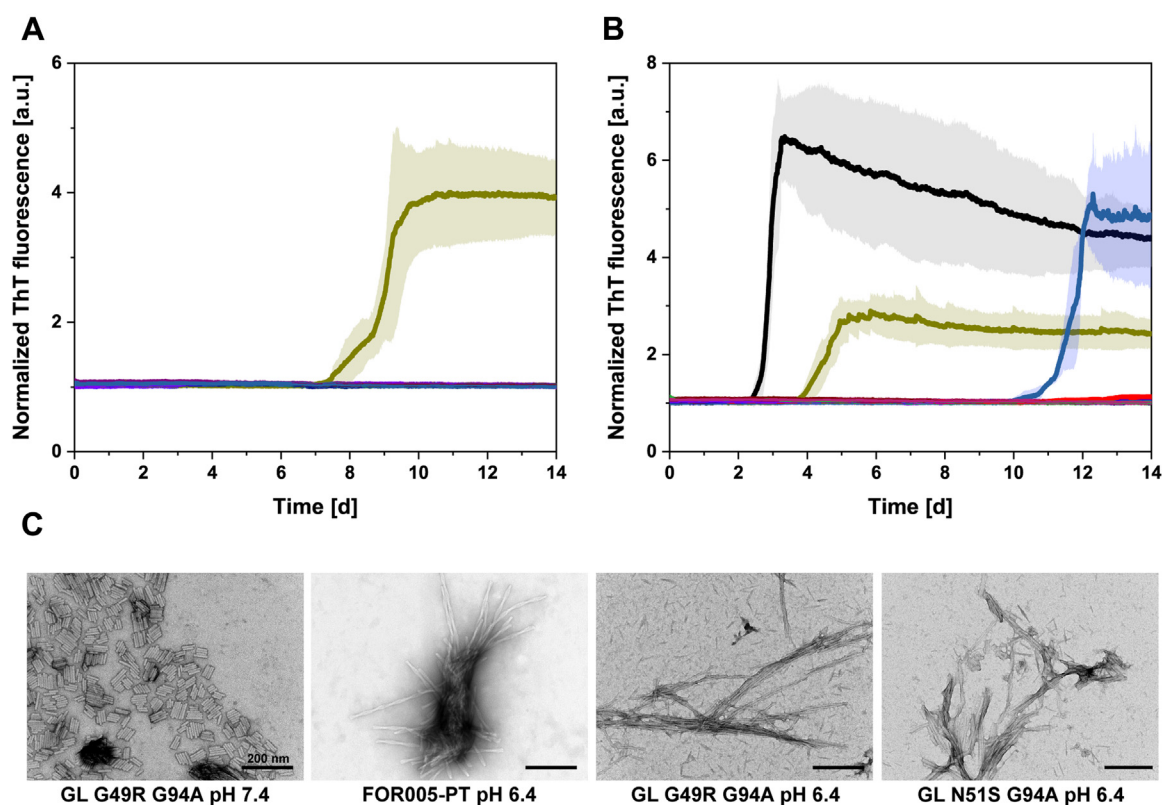 A
Normalized ThT fluorescence [a.u.]
6
4
2
0
0 2 4 6 8 10 12 14
Time [d]
B
Normalized ThT fluorescence [a.u.]
8
6
4
2
0
0 2 4 6 8 10 12 14
Time [d]
C
200 nm
GL G49R G94A pH 7.4
FOR005-PT pH 6.4
GL G49R G94A pH 6.4
GL N51S G94A pH 6.4